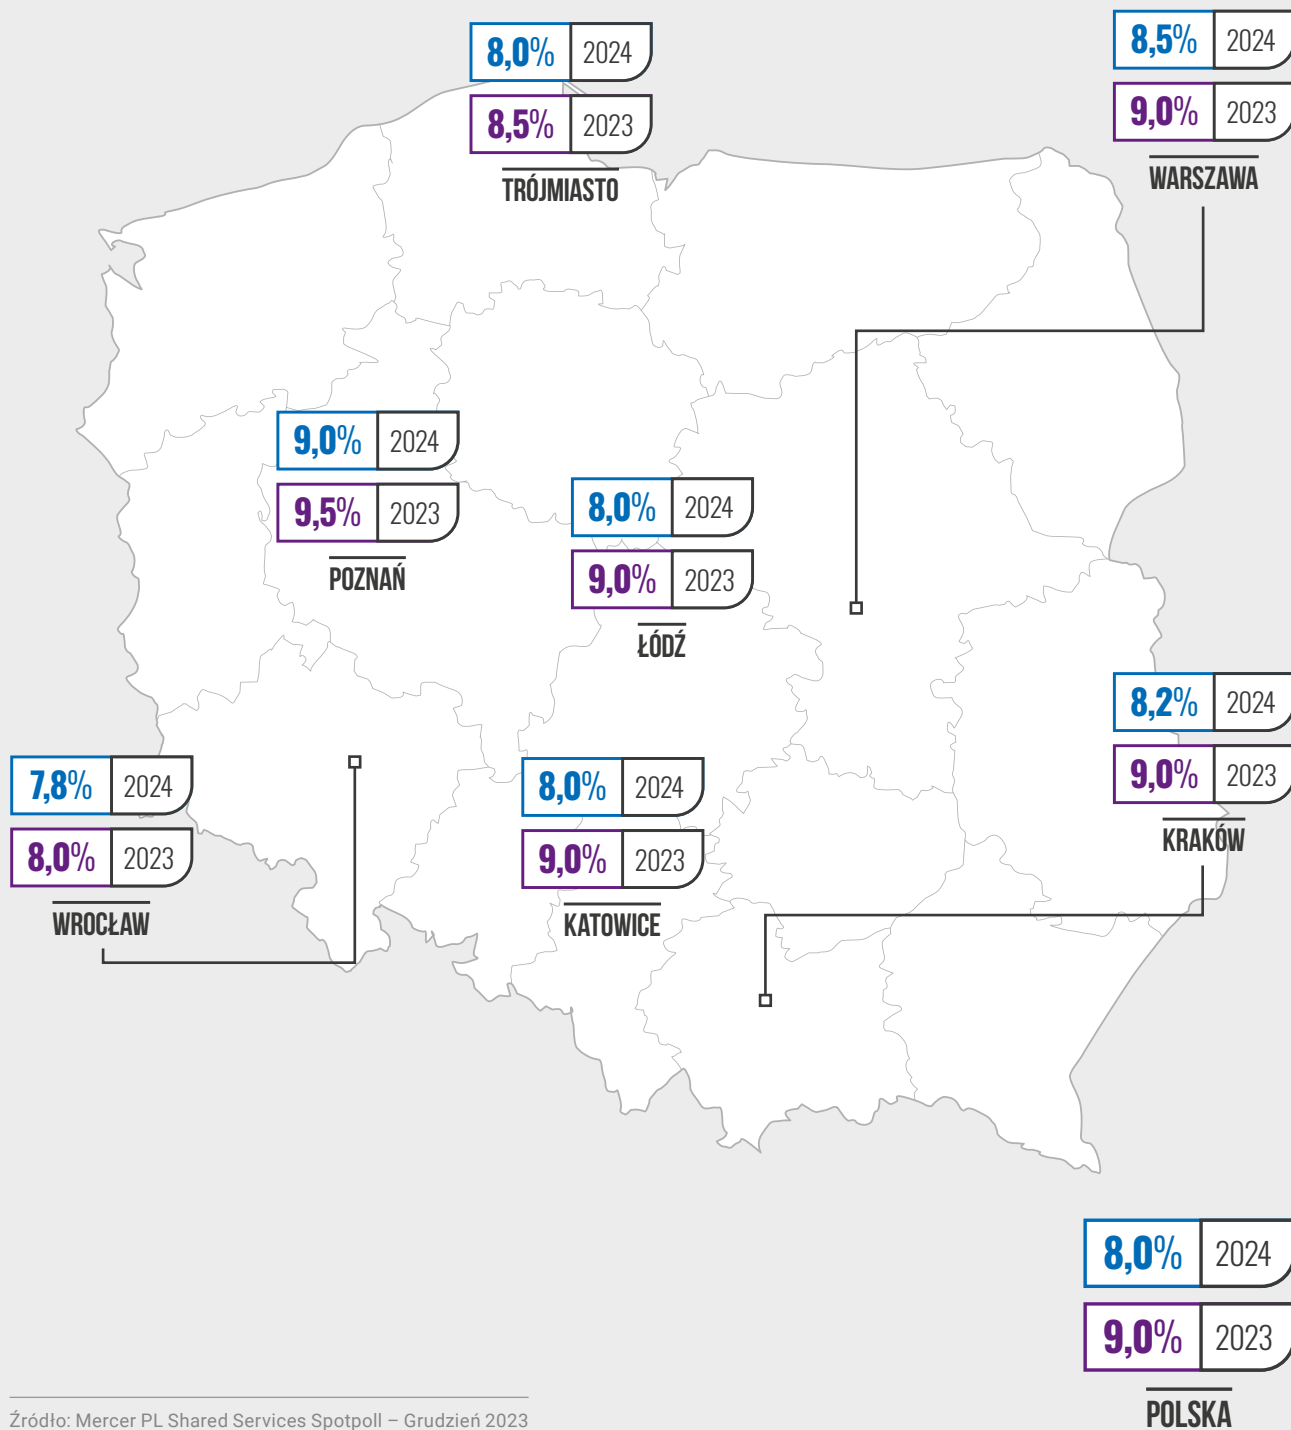 8,0% 2024
8,5% 2023
TRÓJMIASTO
8,5% 2024
9,0% 2023
WARSZAWA
9,0% 2024
9,5% 2023
POZNAŃ
8,0% 2024
9,0% 2023
ŁÓDŹ
8,2% 2024
9,0% 2023
KRAKÓW
7,8% 2024
8,0% 2023
WROCŁAW
8,0% 2024
9,0% 2023
KATOWICE
8,0% 2024
9,0% 2023
POLSKA
Źródło: Mercer PL Shared Services Spotpoll – Grudzień 2023